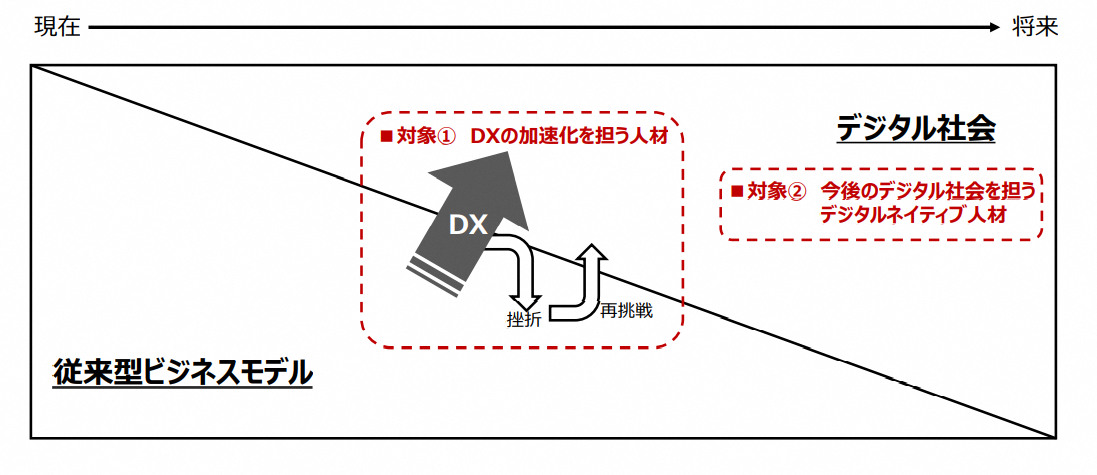 現在
将来
■対象① DXの加速化を担う人材
デジタル社会
■対象② 今後のデジタル社会を担う
デジタルネイティブ人材
DX
挫折
再挑戦
従来型ビジネスモデル